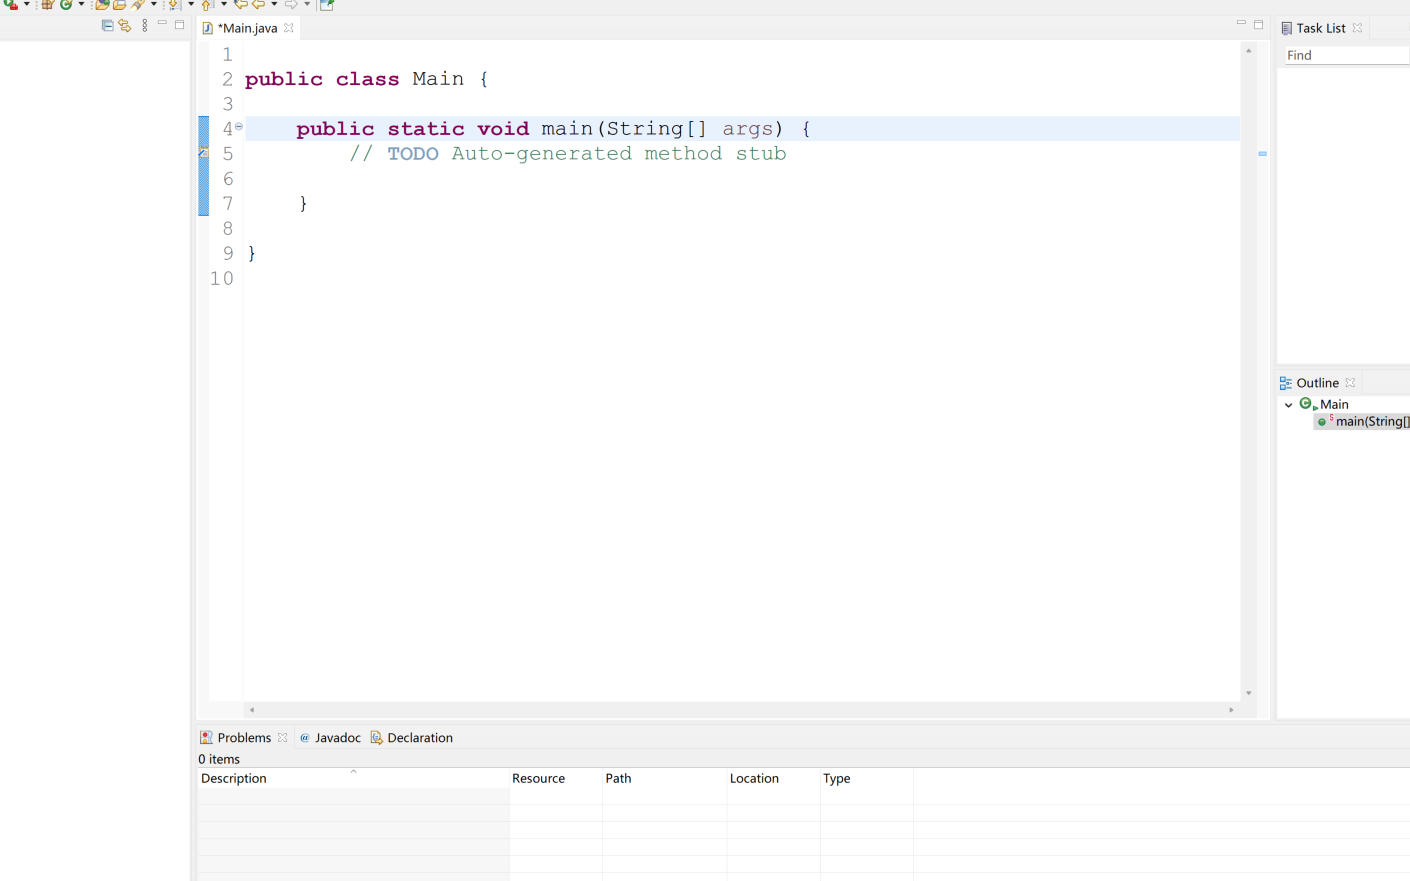 *Main.java
Task List
Find
1
2 public class Main {
3
4 public static void main(String[] args) {
5 // TODO Auto-generated method stub
6
7 }
8
9 }
10
Outline
Main
main(String[]
Problems
@ Javadoc
Declaration
0 items
Description Resource Path Location Type